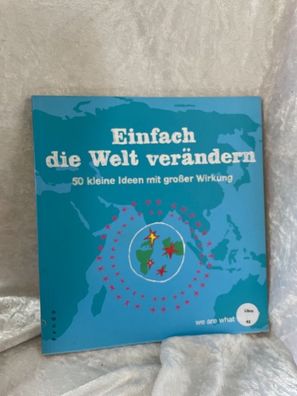 Einfach
die Welt verändern
50 kleine Ideen mit großer Wirkung
we are what